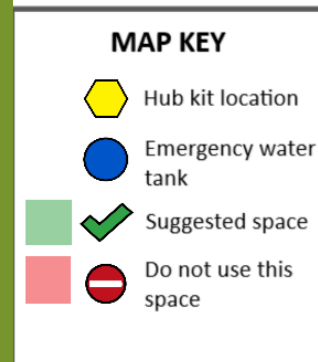 MAP KEY
Hub kit location
Emergency water
tank
Suggested space
Do not use this
space